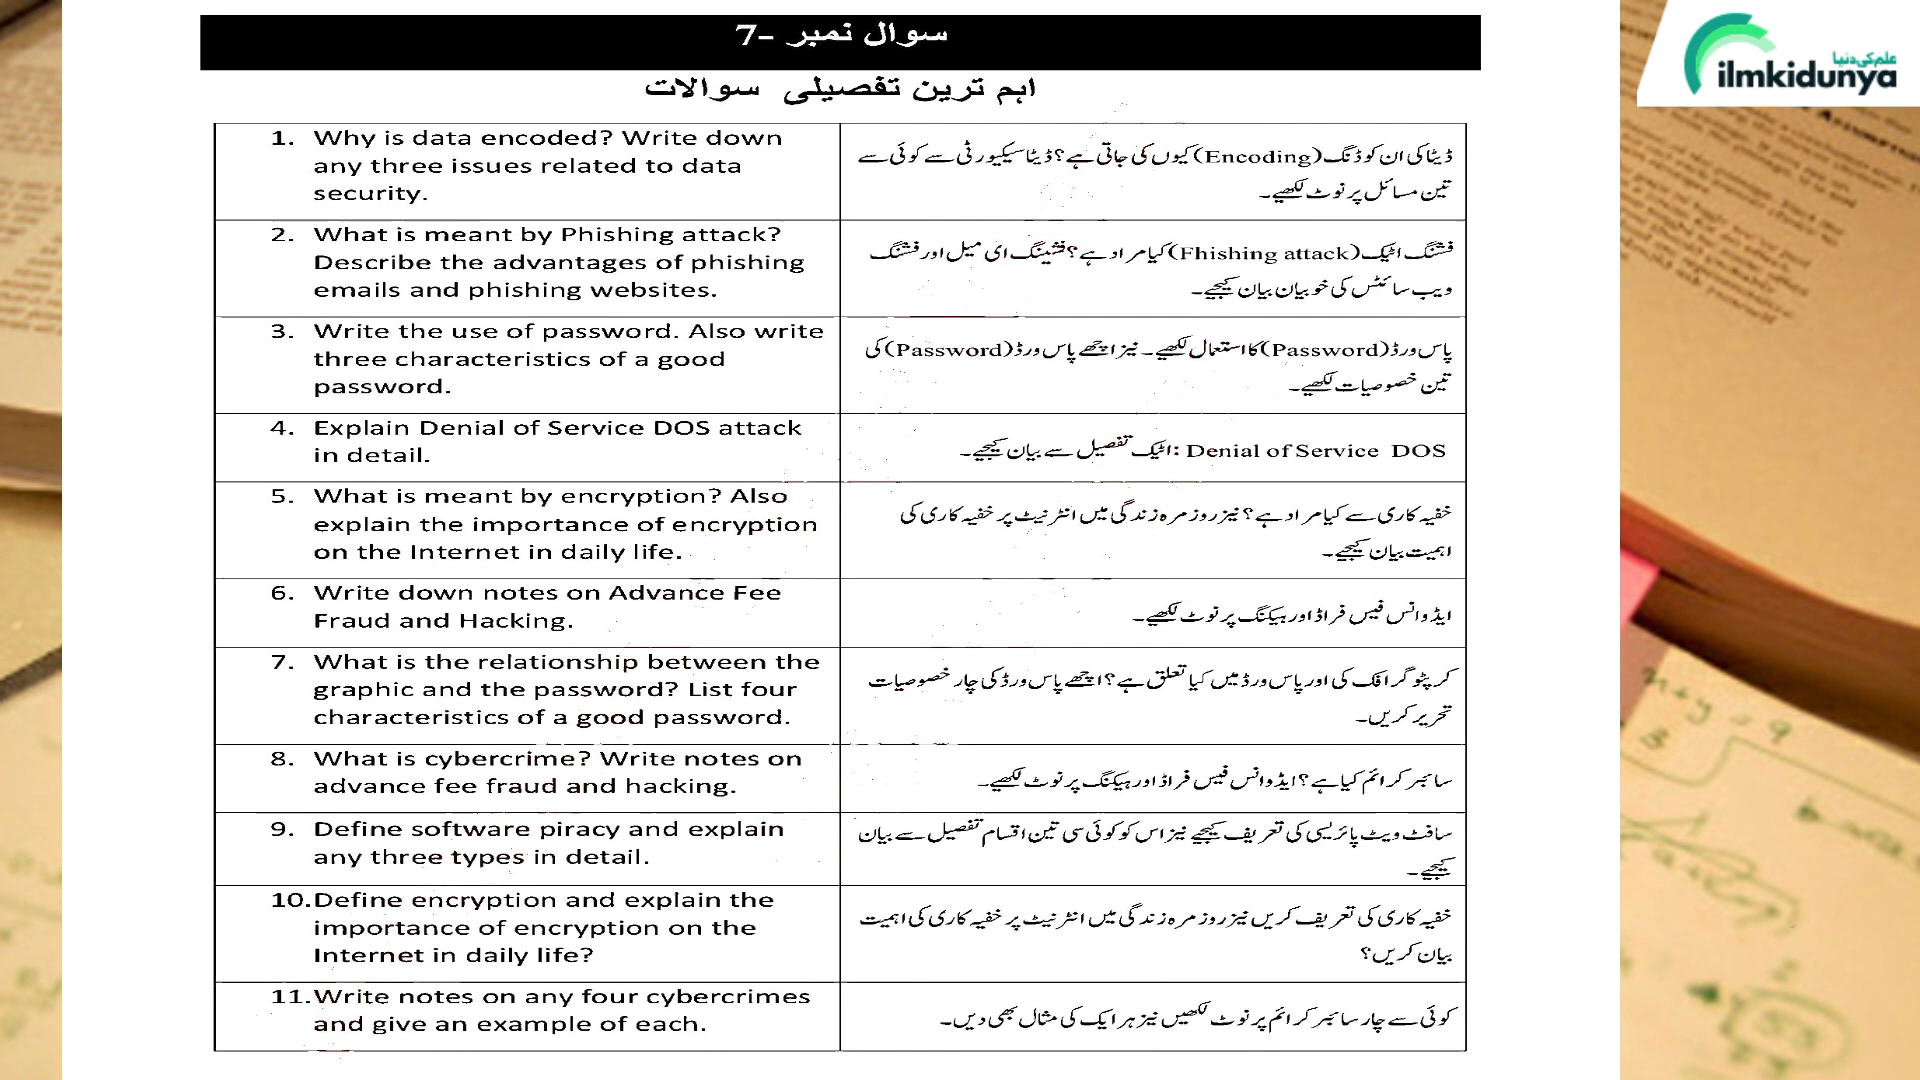 سوال نمبر -7
علم کی دنیا
ilmkidunya
اہم ترین تفصیلی سوالات
1. Why is data encoded? Write down
any three issues related to data
security.
ڈیٹا کی ان کوڈنگ (Encoding) کیوں کی جاتی ہے؟ ڈیٹا سیکیورٹی سے کوئی سے
تین مسائل پر نوٹ لکھیے۔
2. What is meant by Phishing attack?
Describe the advantages of phishing
emails and phishing websites.
فشنگ اٹیک (Fhishing attack) کیا مراد ہے؟ فشینگ ای میل اور فشنگ
ویب سائٹس کی خوبیان بیان کیجیے۔
3. Write the use of password. Also write
three characteristics of a good
password.
پاس ورڈ (Password) کا استعمال لکھیے۔ نیز اچھے پاس ورڈ (Password) کی
تین خصوصیات لکھیے۔
4. Explain Denial of Service DOS attack
in detail.
Denial of Service DOS :اٹیک تفصیل سے بیان کیجیے۔
5. What is meant by encryption? Also
explain the importance of encryption
on the Internet in daily life.
خفیہ کاری سے کیا مراد ہے؟ نیز روز مرہ زندگی میں انٹر نیٹ پر خفیہ کاری کی
اہمیت بیان کیجیے۔
6. Write down notes on Advance Fee
Fraud and Hacking.
ایڈوانس فیس فراڈ اور ہیکنگ پر نوٹ لکھیے۔
7. What is the relationship between the
graphic and the password? List four
characteristics of a good password.
کرپٹو گرافک کی اور پاس ورڈ میں کیا تعلق ہے؟ اچھے پاس ورڈ کی چار خصوصیات
تحریر کریں۔
8. What is cybercrime? Write notes on
advance fee fraud and hacking.
سائبر کرائم کیا ہے؟ ایڈوانس فیس فراڈ اور ہیکنگ پر نوٹ لکھیے۔
9. Define software piracy and explain
any three types in detail.
سافٹ ویٹ پائریسی کی تعریف کیجیے نیز اس کو کوئی سی تین اقسام تفصیل سے بیان
کیجیے۔
10. Define encryption and explain the
importance of encryption on the
Internet in daily life?
خفیہ کاری کی تعریف کریں نیز روز مرہ زندگی میں انٹر نیٹ پر خفیہ کاری کی اہمیت
بیان کریں؟
11. Write notes on any four cybercrimes
and give an example of each.
کوئی سے چار سائبر کرائم پر نوٹ لکھیں نیز ہر ایک کی مثال بھی دیں۔